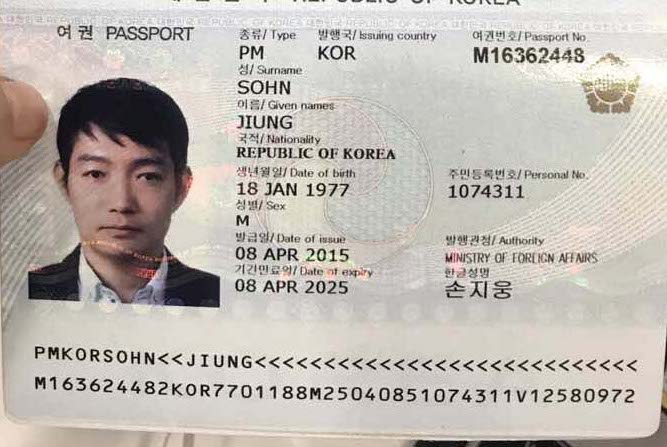 REPUBLIC OF KOREA
여권 PASSPORT
종류/ Type 발행국/ Issuing country 여권번호/ Passport No.
PM KOR M16362448
성/ Surname
SOHN
이름/ Given names
JIUNG
국적/ Nationality
REPUBLIC OF KOREA
생년월일/ Date of birth 주민등록번호/ Personal No.
18 JAN 1977 1074311
성별/ Sex
M
발급일/ Date of issue 발행관청/ Authority
08 APR 2015 MINISTRY OF FOREIGN AFFAIRS
기간만료일/ Date of expiry 한글성명
08 APR 2025 손지웅
PMKORSOHN<<JIUNG<<<<<<<<<<<<<<<<<<<<<<<<<<<<
M163624482KOR7701188M25040851074311V12580972